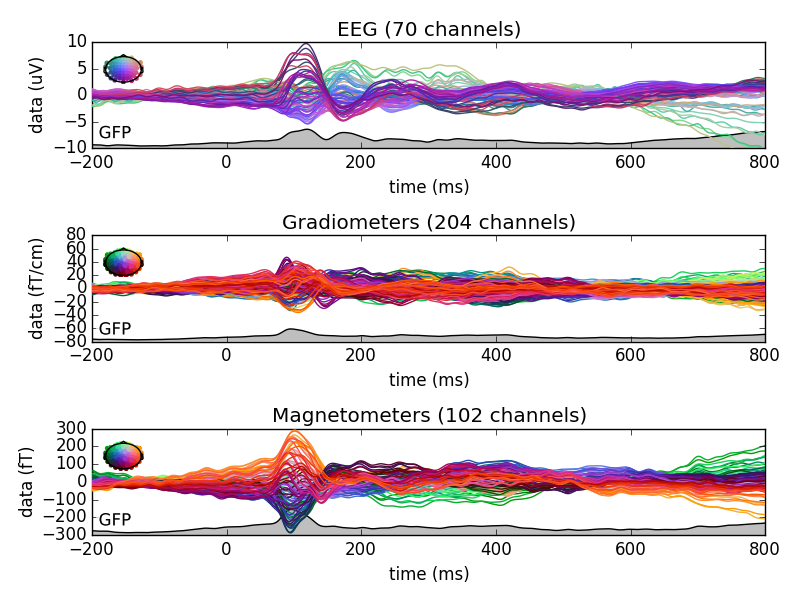 EEG (70 channels)
data (uV)
10
5
0
−5
−10
GFP
−200 0 200 400 600 800
time (ms)
Gradiometers (204 channels)
data (fT/cm)
80
60
40
20
0
−20
−40
−60
−80
GFP
−200 0 200 400 600 800
time (ms)
Magnetometers (102 channels)
data (fT)
300
200
100
0
−100
−200
−300
GFP
−200 0 200 400 600 800
time (ms)